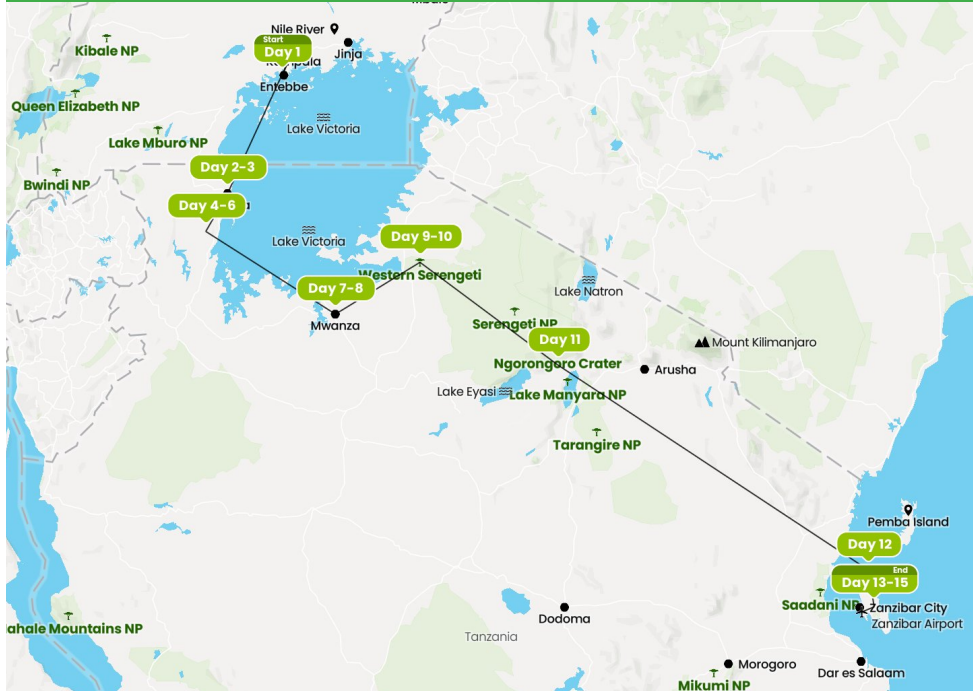 Nile River
Kibale NP
Start
Day 1
Jinja
Entebbe
Queen Elizabeth NP
Lake Victoria
Lake Mburo NP
Day 2-3
Bwindi NP
Day 4-6
Lake Victoria
Day 9-10
Western Serengeti
Day 7-8
Lake Natron
Mwanza
Serengeti NP
Day 11
Mount Kilimanjaro
Ngorongoro Crater
Arusha
Lake Eyasi
Lake Manyara NP
Tarangire NP
Pemba Island
Day 12
End
Day 13-15
Saadani NP
Zanzibar City
Zanzibar Airport
Dodoma
ahale Mountains NP
Tanzania
Morogoro
Dar es Salaam
Mikumi NP